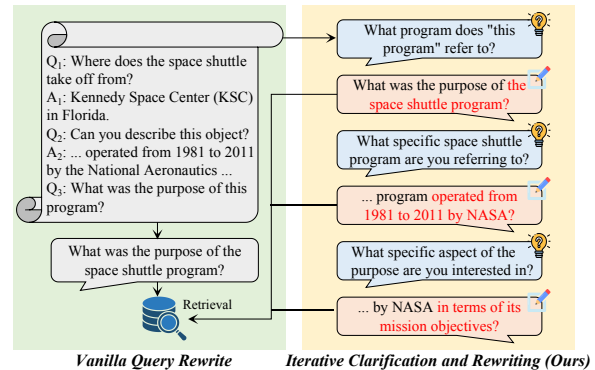 Q1: Where does the space shuttle
take off from?
A1: Kennedy Space Center (KSC)
in Florida.
Q2: Can you describe this object?
A2: ... operated from 1981 to 2011
by the National Aeronautics ...
Q3: What was the purpose of this
program?
What was the purpose of the
space shuttle program?
Retrieval
Vanilla Query Rewrite
What program does "this
program" refer to?
What was the purpose of the
space shuttle program?
What specific space shuttle
program are you referring to?
... program operated from
1981 to 2011 by NASA?
What specific aspect of the
purpose are you interested in?
... by NASA in terms of its
mission objectives?
Iterative Clarification and Rewriting (Ours)